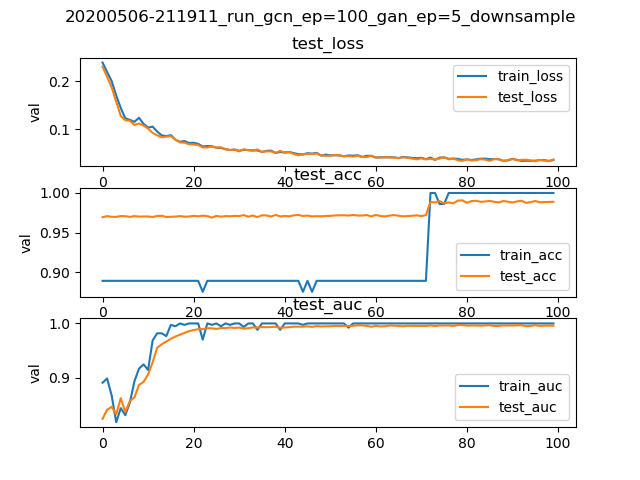 20200506-211911_run_gcn_ep=100_gan_ep=5_downsample
test_loss
val
0.2
0.1
train_loss
test_loss
0 20 40 60 80 100
test_acc
val
1.00
0.95
0.90
train_acc
test_acc
0 20 40 60 80 100
test_auc
val
1.0
0.9
train_auc
test_auc
0 20 40 60 80 100